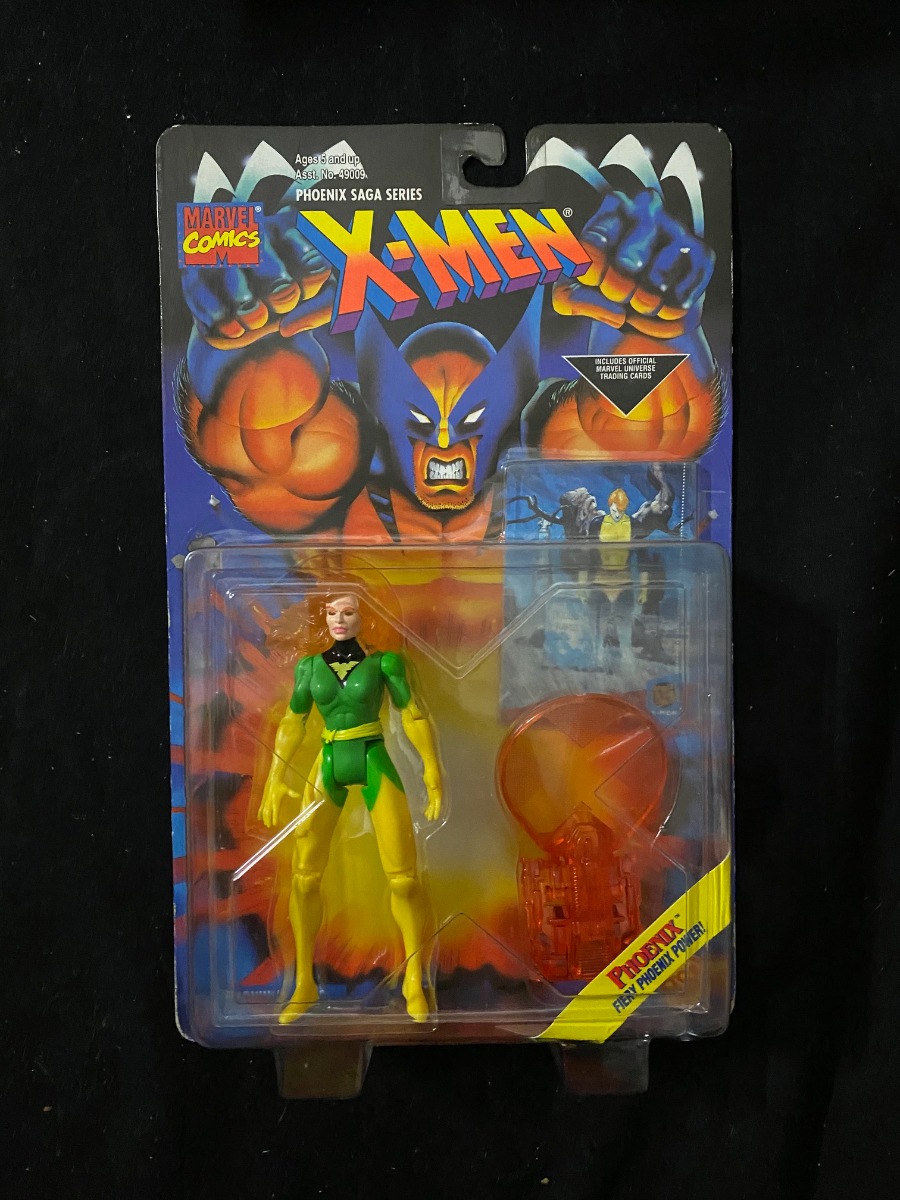 Ages 5 and up
Asst. No. 49009
PHOENIX SAGA SERIES
MARVEL®
COMICS
M
X-MEN®
INCLUDES OFFICIAL
MARVEL UNIVERSE
TRADING CARDS
PHOENIX™
FIERY PHOENIX POWER!